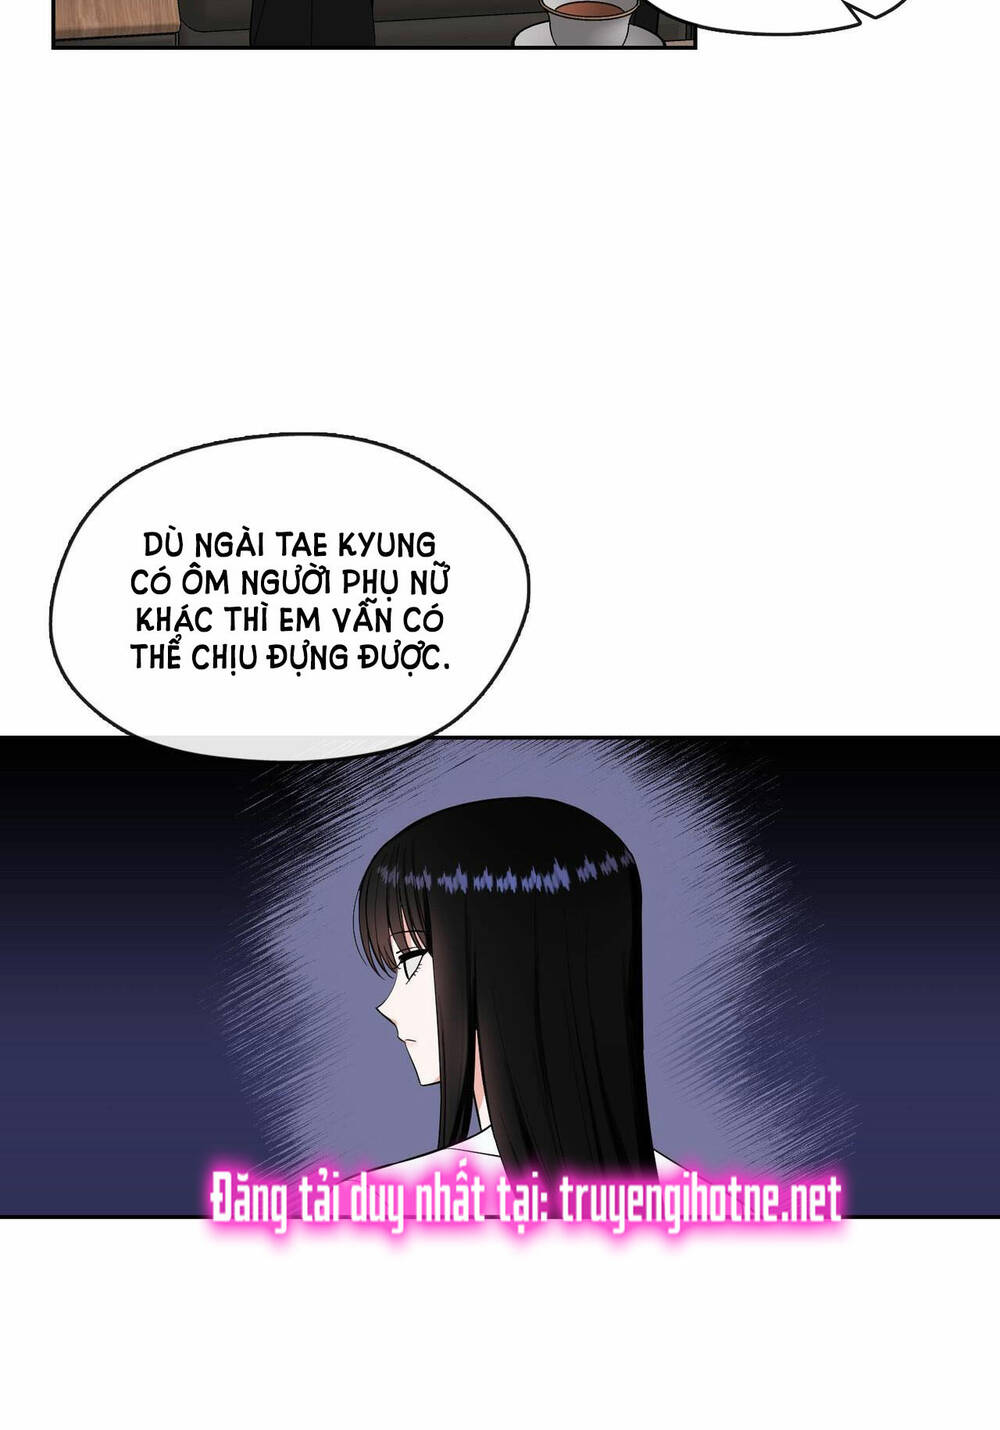 DÙ NGÀI TAE KYUNG
CÓ ÔM NGƯỜI PHỤ NỮ
KHÁC THÌ EM VẪN CÓ
THỂ CHỊU ĐỰNG ĐƯỢC.
Đăng tải duy nhất tại: truyengihotne.net